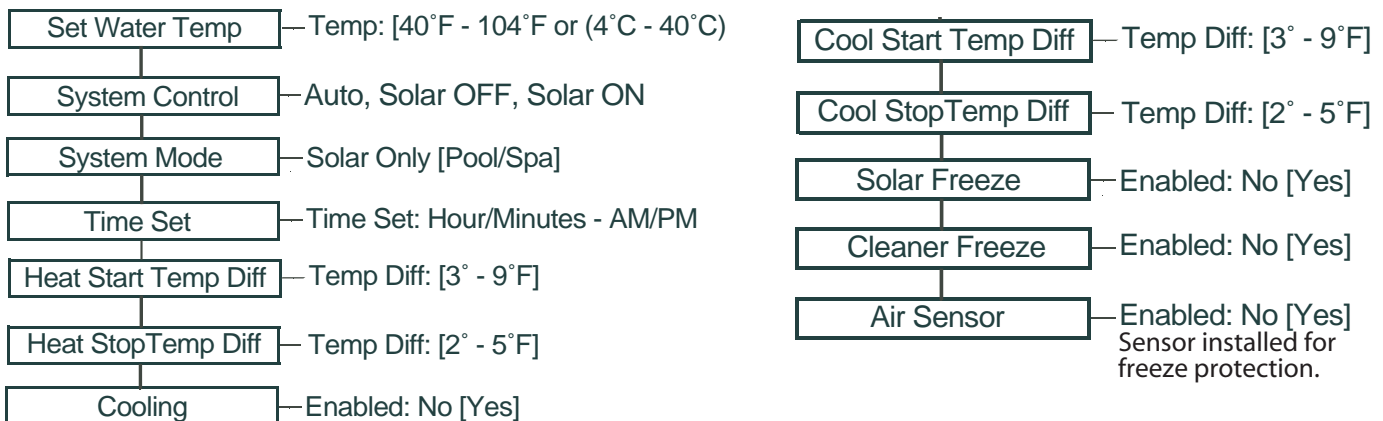 Set Water Temp Temp: [40˚F - 104˚F or (4˚C - 40˚C)
System Control Auto, Solar OFF, Solar ON
System Mode Solar Only [Pool/Spa]
Time Set Time Set: Hour/Minutes - AM/PM
Heat Start Temp Diff Temp Diff: [3˚ - 9˚F]
Heat StopTemp Diff Temp Diff: [2˚ - 5˚F]
Cooling Enabled: No [Yes]
Cool Start Temp Diff Temp Diff: [3˚ - 9˚F]
Cool StopTemp Diff Temp Diff: [2˚ - 5˚F]
Solar Freeze Enabled: No [Yes]
Cleaner Freeze Enabled: No [Yes]
Air Sensor Enabled: No [Yes]
Sensor installed for
freeze protection.